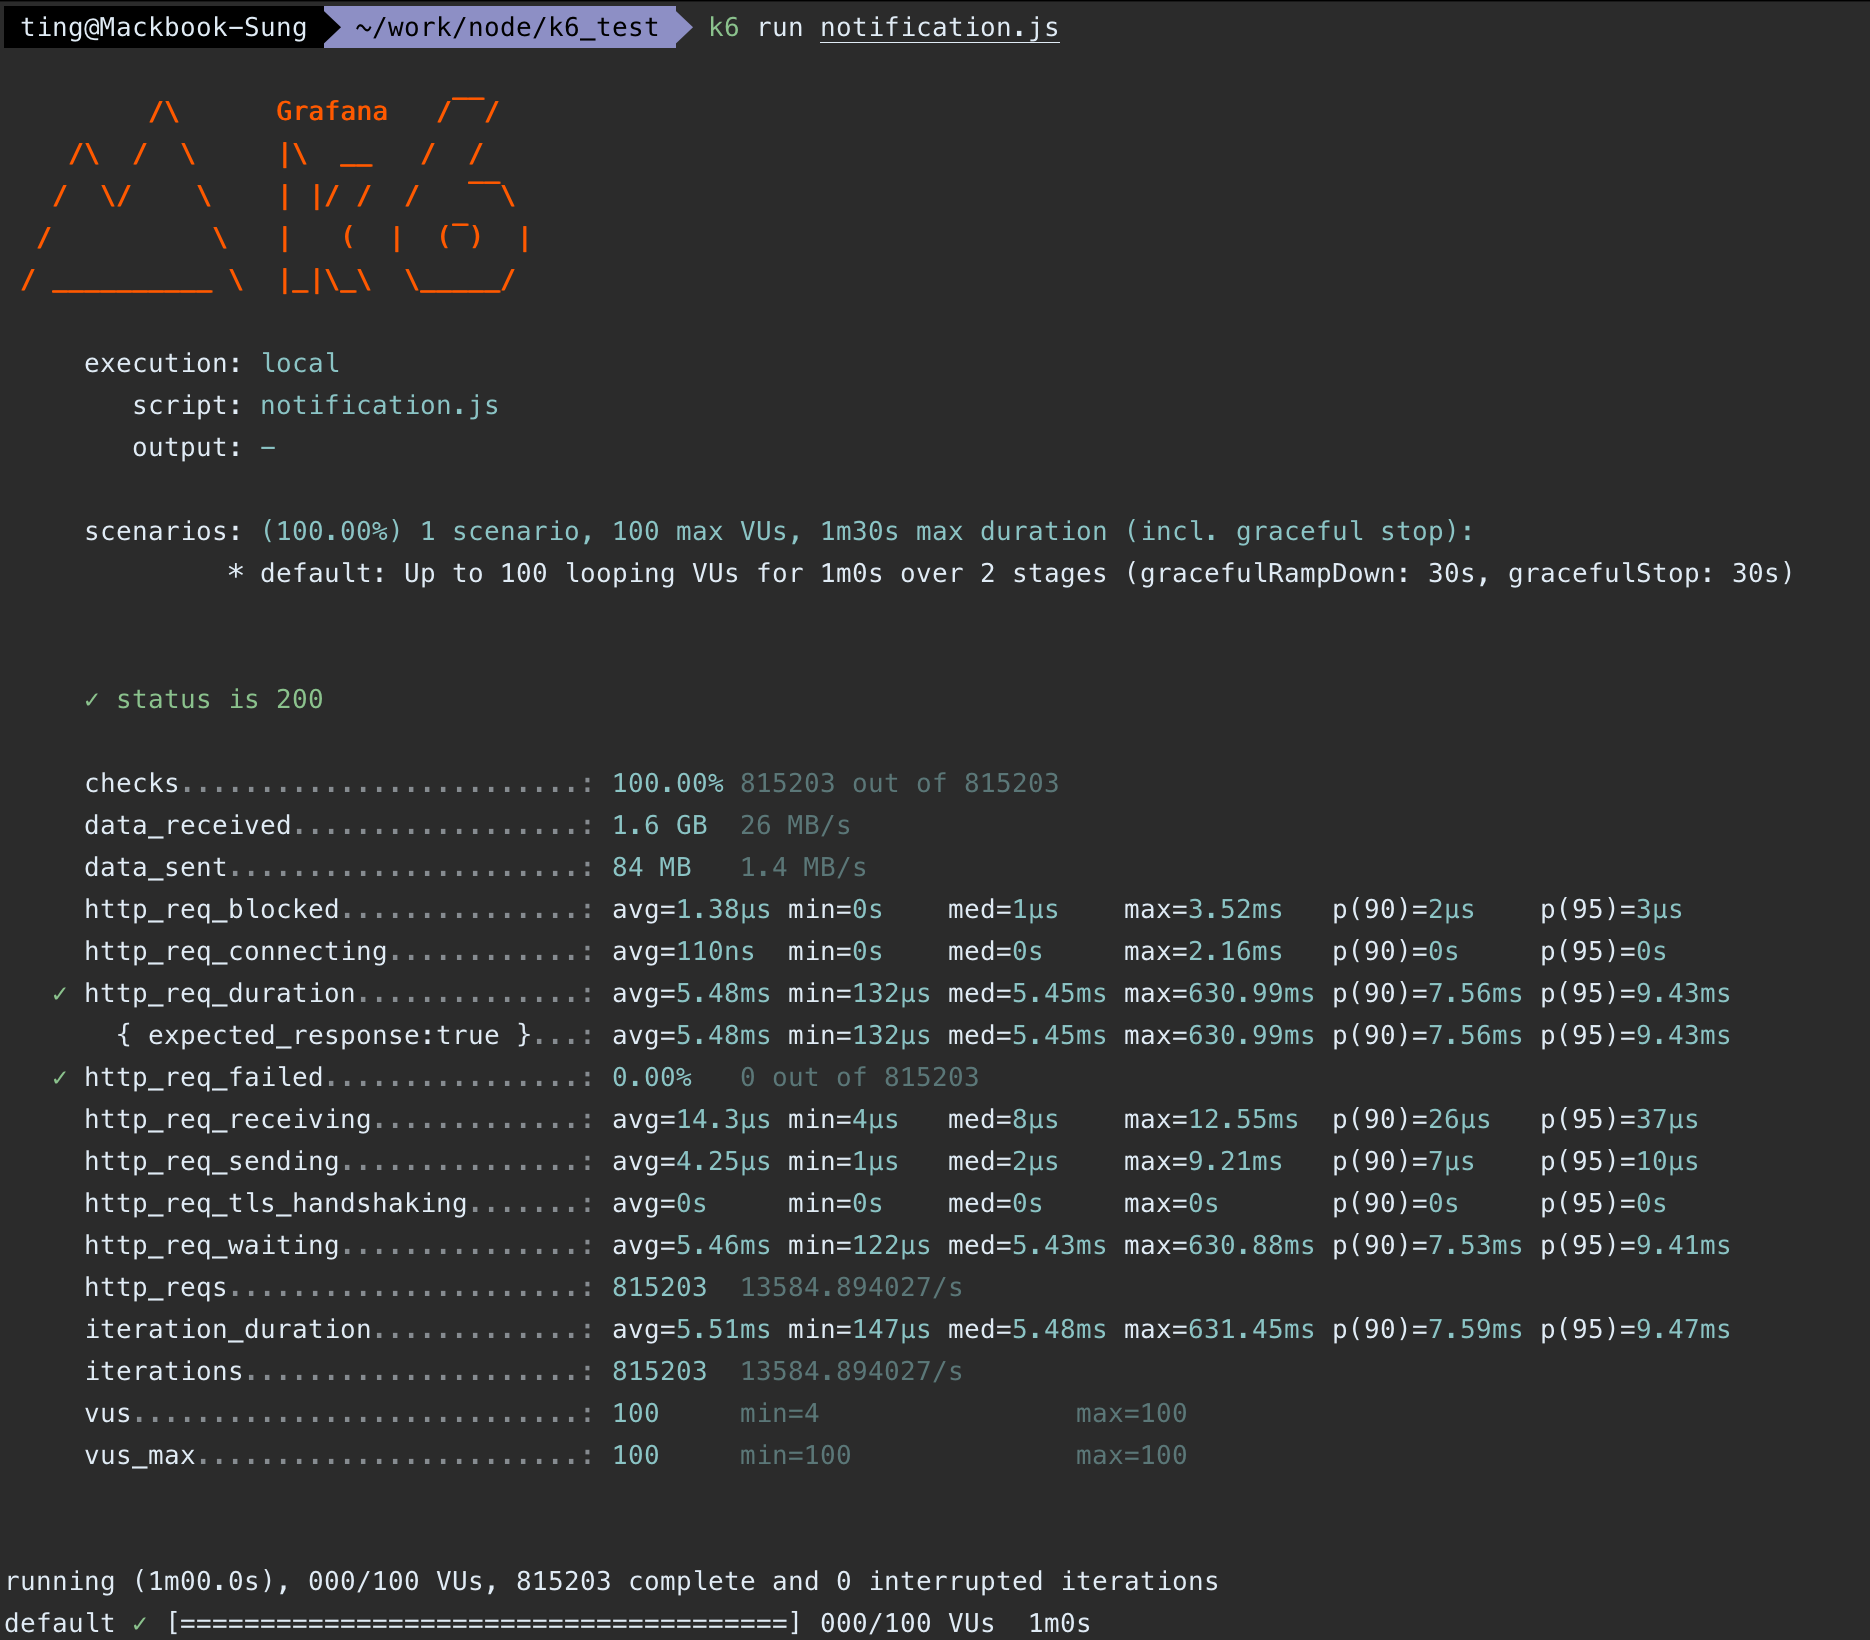 ting@Mackbook-Sung ~/work/node/k6_test k6 run notification.js
         /\      Grafana   /‾‾/
    /\  /  \     |\  __   /  /
   /  \/    \    | |/ /  /   ‾‾\
  /          \   |   (  |  (‾)  |
 / __________ \  |_|\_\  \_____/
     execution: local
        script: notification.js
        output: -
     scenarios: (100.00%) 1 scenario, 100 max VUs, 1m30s max duration (incl. graceful stop):
              * default: Up to 100 looping VUs for 1m0s over 2 stages (gracefulRampDown: 30s, gracefulStop: 30s)
     ✓ status is 200
     checks.........................: 100.00% 815203 out of 815203
     data_received..................: 1.6 GB  26 MB/s
     data_sent......................: 84 MB   1.4 MB/s
     http_req_blocked...............: avg=1.38µs min=0s    med=1µs    max=3.52ms   p(90)=2µs    p(95)=3µs
     http_req_connecting............: avg=110ns  min=0s    med=0s     max=2.16ms   p(90)=0s     p(95)=0s
   ✓ http_req_duration..............: avg=5.48ms min=132µs med=5.45ms max=630.99ms p(90)=7.56ms p(95)=9.43ms
       { expected_response:true }...: avg=5.48ms min=132µs med=5.45ms max=630.99ms p(90)=7.56ms p(95)=9.43ms
   ✓ http_req_failed................: 0.00%   0 out of 815203
     http_req_receiving.............: avg=14.3µs min=4µs   med=8µs    max=12.55ms  p(90)=26µs   p(95)=37µs
     http_req_sending...............: avg=4.25µs min=1µs   med=2µs    max=9.21ms   p(90)=7µs    p(95)=10µs
     http_req_tls_handshaking.......: avg=0s     min=0s    med=0s     max=0s       p(90)=0s     p(95)=0s
     http_req_waiting...............: avg=5.46ms min=122µs med=5.43ms max=630.88ms p(90)=7.53ms p(95)=9.41ms
     http_reqs......................: 815203  13584.894027/s
     iteration_duration.............: avg=5.51ms min=147µs med=5.48ms max=631.45ms p(90)=7.59ms p(95)=9.47ms
     iterations.....................: 815203  13584.894027/s
     vus............................: 100     min=4                max=100
     vus_max........................: 100     min=100              max=100
running (1m00.0s), 000/100 VUs, 815203 complete and 0 interrupted iterations
default ✓ [======================================] 000/100 VUs  1m0s